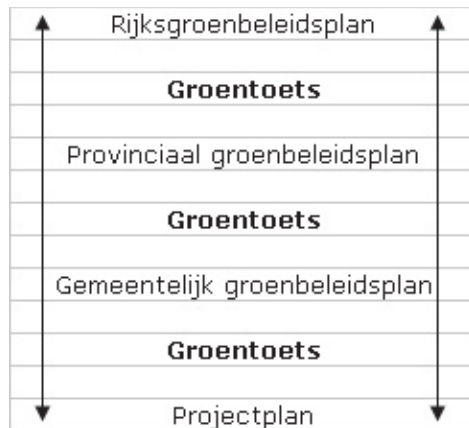 Rijksgroenbeleidsplan
Groentoets
Provinciaal groenbeleidsplan
Groentoets
Gemeentelijk groenbeleidsplan
Groentoets
Projectplan